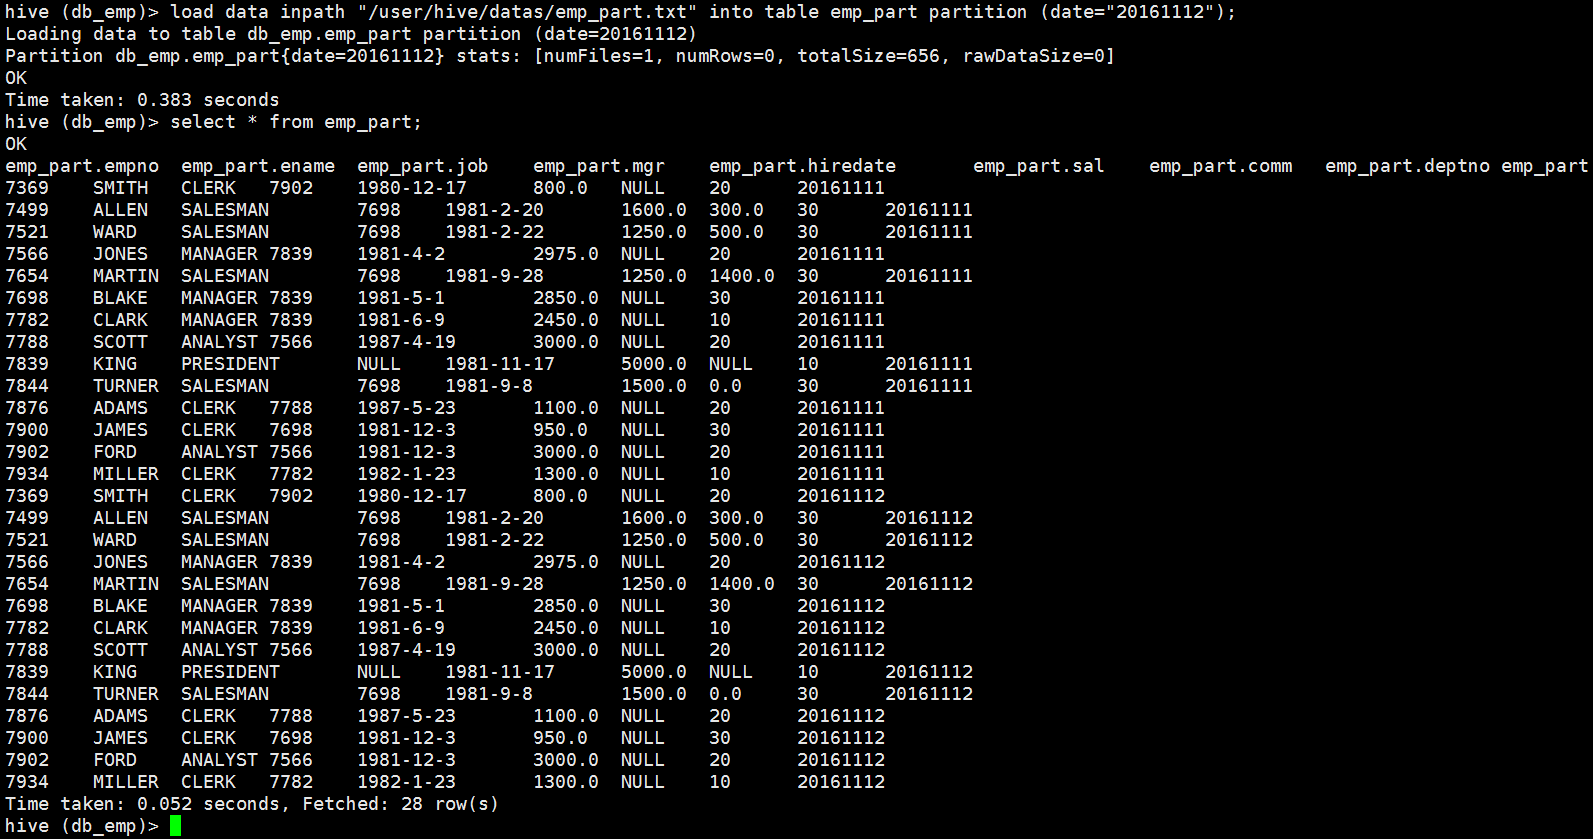 hive (db_emp)> load data inpath "/user/hive/datas/emp_part.txt" into table emp_part partition (date="20161112");
Loading data to table db_emp.emp_part partition (date=20161112)
Partition db_emp.emp_part{date=20161112} stats: [numFiles=1, numRows=0, totalSize=656, rawDataSize=0]
OK
Time taken: 0.383 seconds
hive (db_emp)> select * from emp_part;
OK
emp_part.empno  emp_part.ename  emp_part.job    emp_part.mgr    emp_part.hiredate       emp_part.sal    emp_part.comm   emp_part.deptno emp_part
7369    SMITH   CLERK   7902    1980-12-17      800.0   NULL    20      20161111
7499    ALLEN   SALESMAN        7698    1981-2-20       1600.0  300.0   30      20161111
7521    WARD    SALESMAN        7698    1981-2-22       1250.0  500.0   30      20161111
7566    JONES   MANAGER 7839    1981-4-2        2975.0  NULL    20      20161111
7654    MARTIN  SALESMAN        7698    1981-9-28       1250.0  1400.0  30      20161111
7698    BLAKE   MANAGER 7839    1981-5-1        2850.0  NULL    30      20161111
7782    CLARK   MANAGER 7839    1981-6-9        2450.0  NULL    10      20161111
7788    SCOTT   ANALYST 7566    1987-4-19       3000.0  NULL    20      20161111
7839    KING    PRESIDENT       NULL    1981-11-17      5000.0  NULL    10      20161111
7844    TURNER  SALESMAN        7698    1981-9-8        1500.0  0.0     30      20161111
7876    ADAMS   CLERK   7788    1987-5-23       1100.0  NULL    20      20161111
7900    JAMES   CLERK   7698    1981-12-3       950.0   NULL    30      20161111
7902    FORD    ANALYST 7566    1981-12-3       3000.0  NULL    20      20161111
7934    MILLER  CLERK   7782    1982-1-23       1300.0  NULL    10      20161111
7369    SMITH   CLERK   7902    1980-12-17      800.0   NULL    20      20161112
7499    ALLEN   SALESMAN        7698    1981-2-20       1600.0  300.0   30      20161112
7521    WARD    SALESMAN        7698    1981-2-22       1250.0  500.0   30      20161112
7566    JONES   MANAGER 7839    1981-4-2        2975.0  NULL    20      20161112
7654    MARTIN  SALESMAN        7698    1981-9-28       1250.0  1400.0  30      20161112
7698    BLAKE   MANAGER 7839    1981-5-1        2850.0  NULL    30      20161112
7782    CLARK   MANAGER 7839    1981-6-9        2450.0  NULL    10      20161112
7788    SCOTT   ANALYST 7566    1987-4-19       3000.0  NULL    20      20161112
7839    KING    PRESIDENT       NULL    1981-11-17      5000.0  NULL    10      20161112
7844    TURNER  SALESMAN        7698    1981-9-8        1500.0  0.0     30      20161112
7876    ADAMS   CLERK   7788    1987-5-23       1100.0  NULL    20      20161112
7900    JAMES   CLERK   7698    1981-12-3       950.0   NULL    30      20161112
7902    FORD    ANALYST 7566    1981-12-3       3000.0  NULL    20      20161112
7934    MILLER  CLERK   7782    1982-1-23       1300.0  NULL    10      20161112
Time taken: 0.052 seconds, Fetched: 28 row(s)
hive (db_emp)>